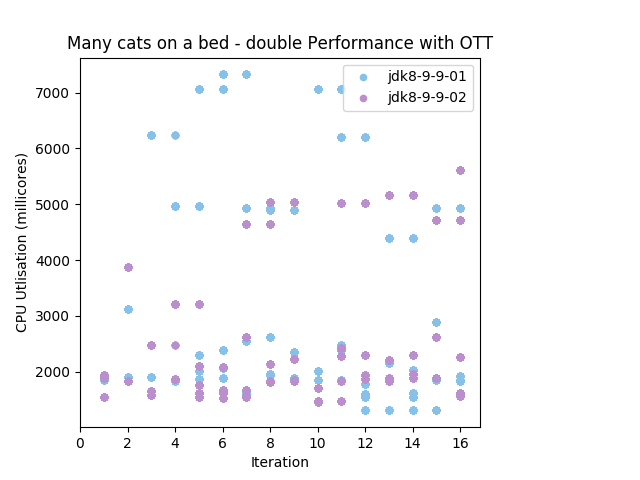 Many cats on a bed - double Performance with OTT
jdk8-9-9-01
jdk8-9-9-02
CPU Utlisation (millicores)
7000
6000
5000
4000
3000
2000
0 2 4 6 8 10 12 14 16
Iteration